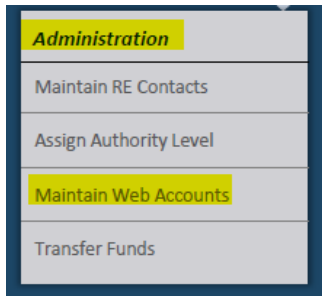 Administration
Maintain RE Contacts
Assign Authority Level
Maintain Web Accounts
Transfer Funds